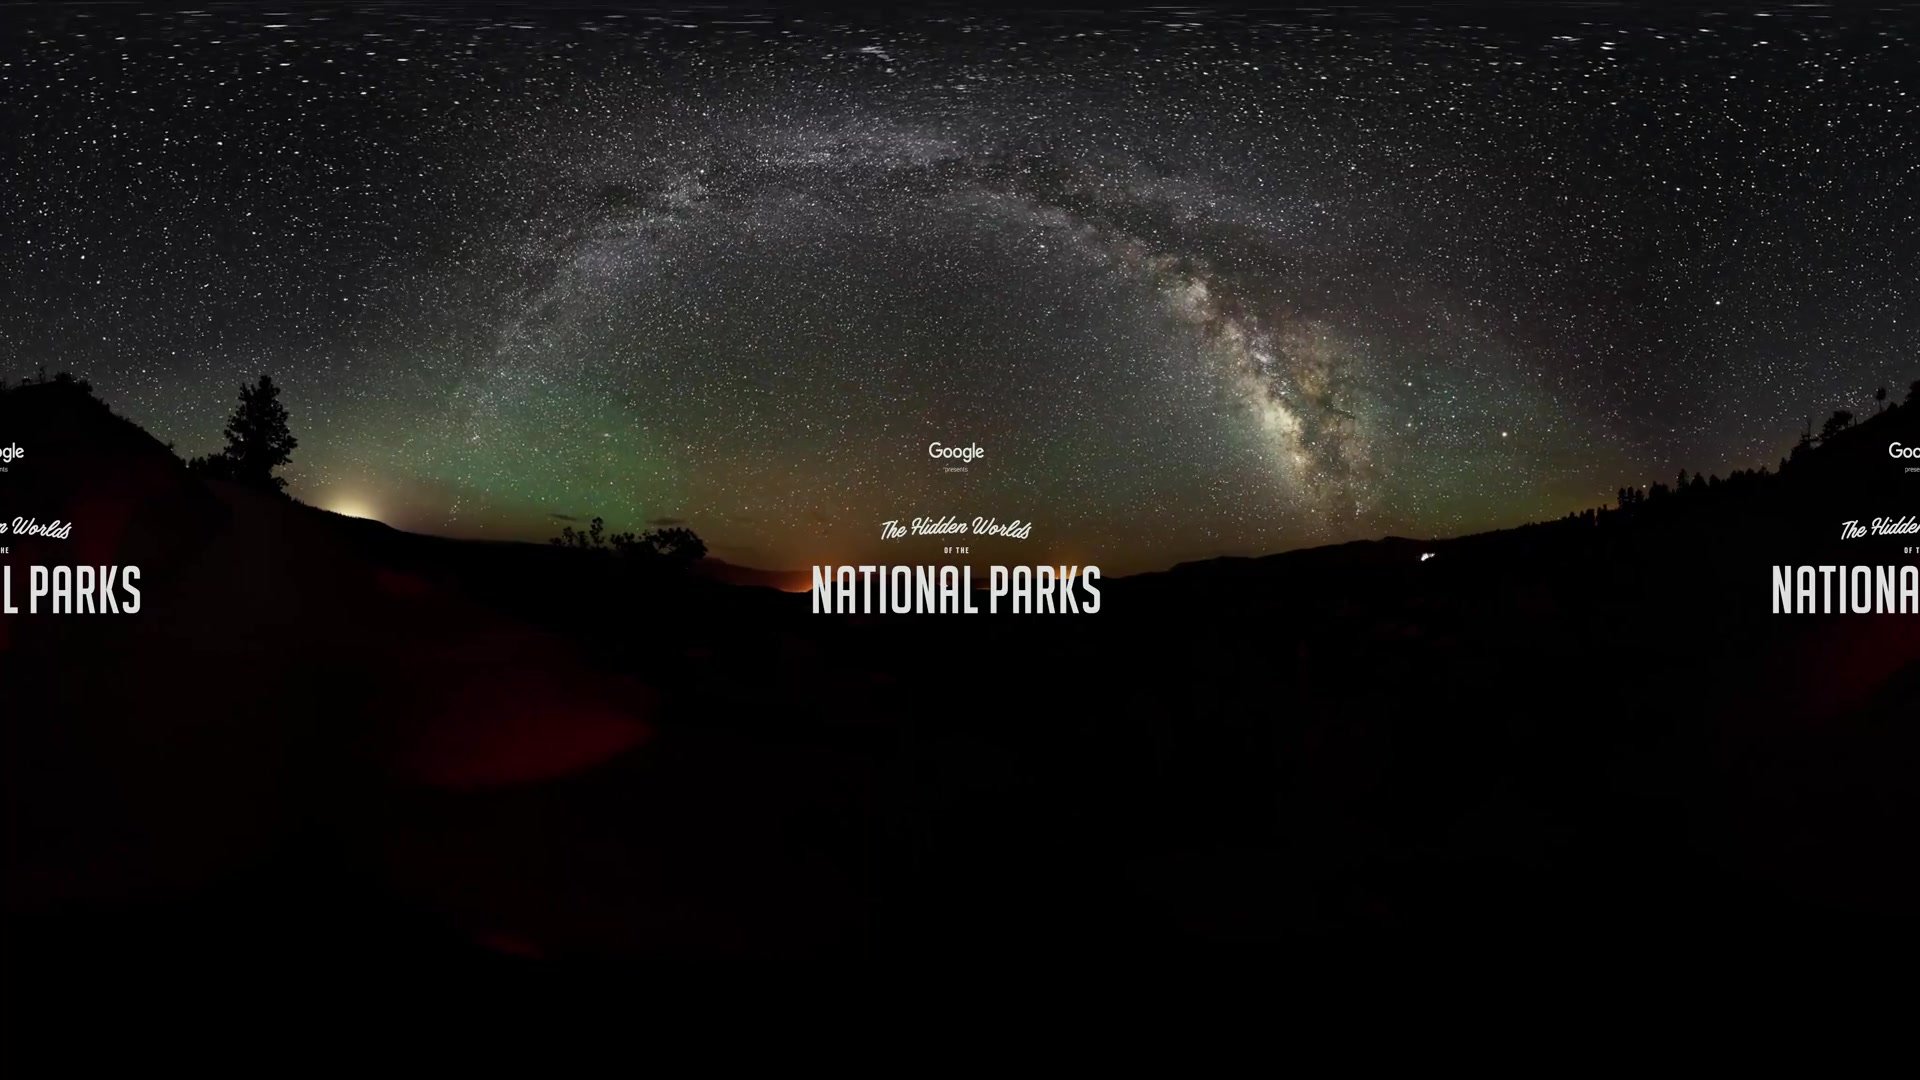 Google
presents
The Hidden Worlds
OF THE
NATIONAL PARKS
ogle
nts
n Worlds
HE
L PARKS
Goo
prese
The Hidden
OF T
NATIONA